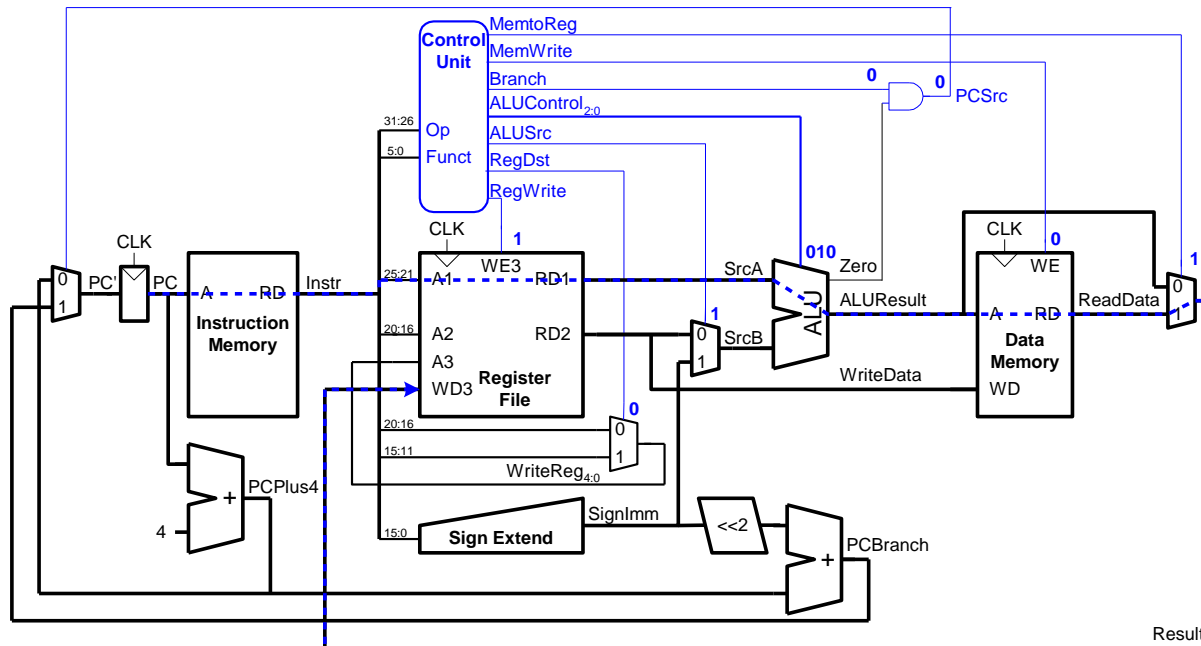 MemtoReg
Control
Unit
MemWrite
Branch
0
0
PCSrc
ALUControl2:0
ALUSrc
31:26
Op
5:0
Funct
RegDst
RegWrite
CLK
1
CLK
010
Zero
CLK
0
1
0
1
PC'
PC
A
RD
Instr
25:21
A1
WE3
RD1
SrcA
ALU
ALUResult
WE
ReadData
0
1
Instruction
Memory
20:16
A2
RD2
1
0
1
SrcB
A
RD
Data
Memory
A3
WD3
Register
File
WriteData
WD
20:16
0
0
1
15:11
WriteReg4:0
PCPlus4
+
4
15:0
Sign Extend
SignImm
<<2
+
PCBranch
Result